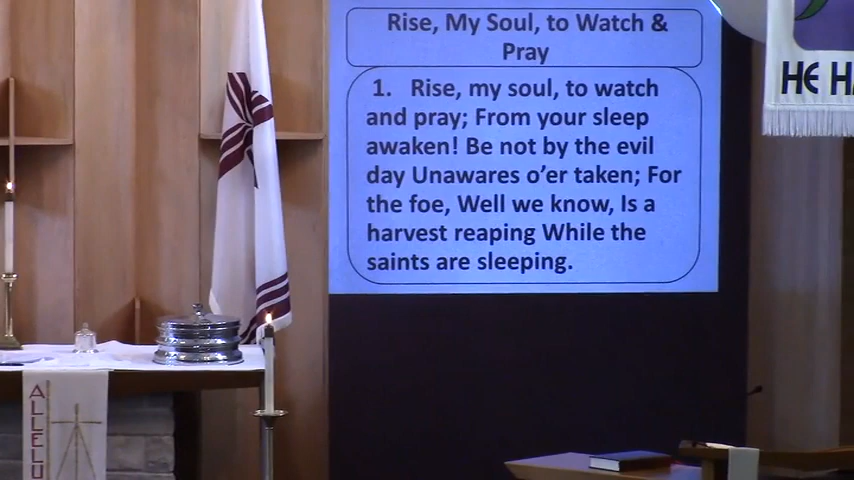 Rise, My Soul, to Watch &
Pray
1. Rise, my soul, to watch
and pray; From your sleep
awaken! Be not by the evil
day Unawares o’er taken; For
the foe, Well we know, Is a
harvest reaping While the
saints are sleeping.
HE HA
ALLELU